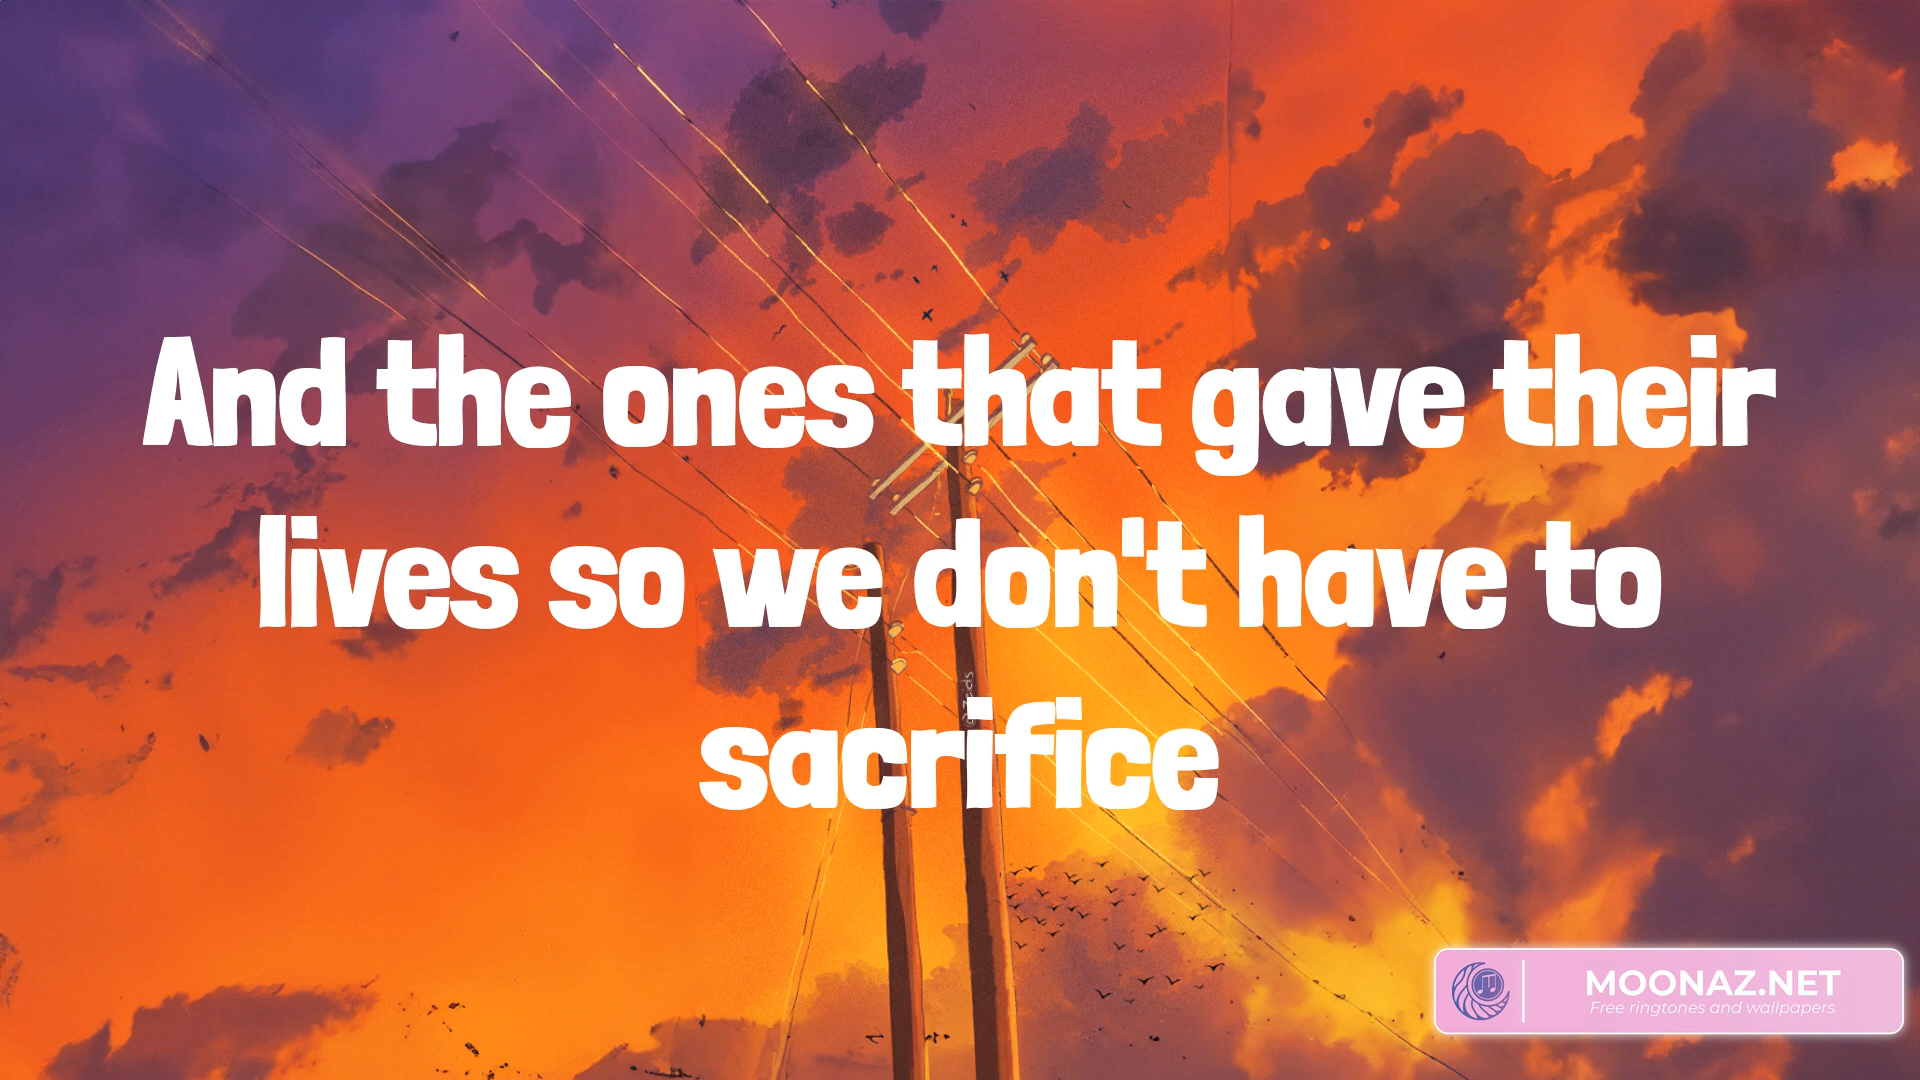 And the ones that gave their
lives so we don't have to
sacrifice
MOONAZ.NET
Free ringtones and wallpapers